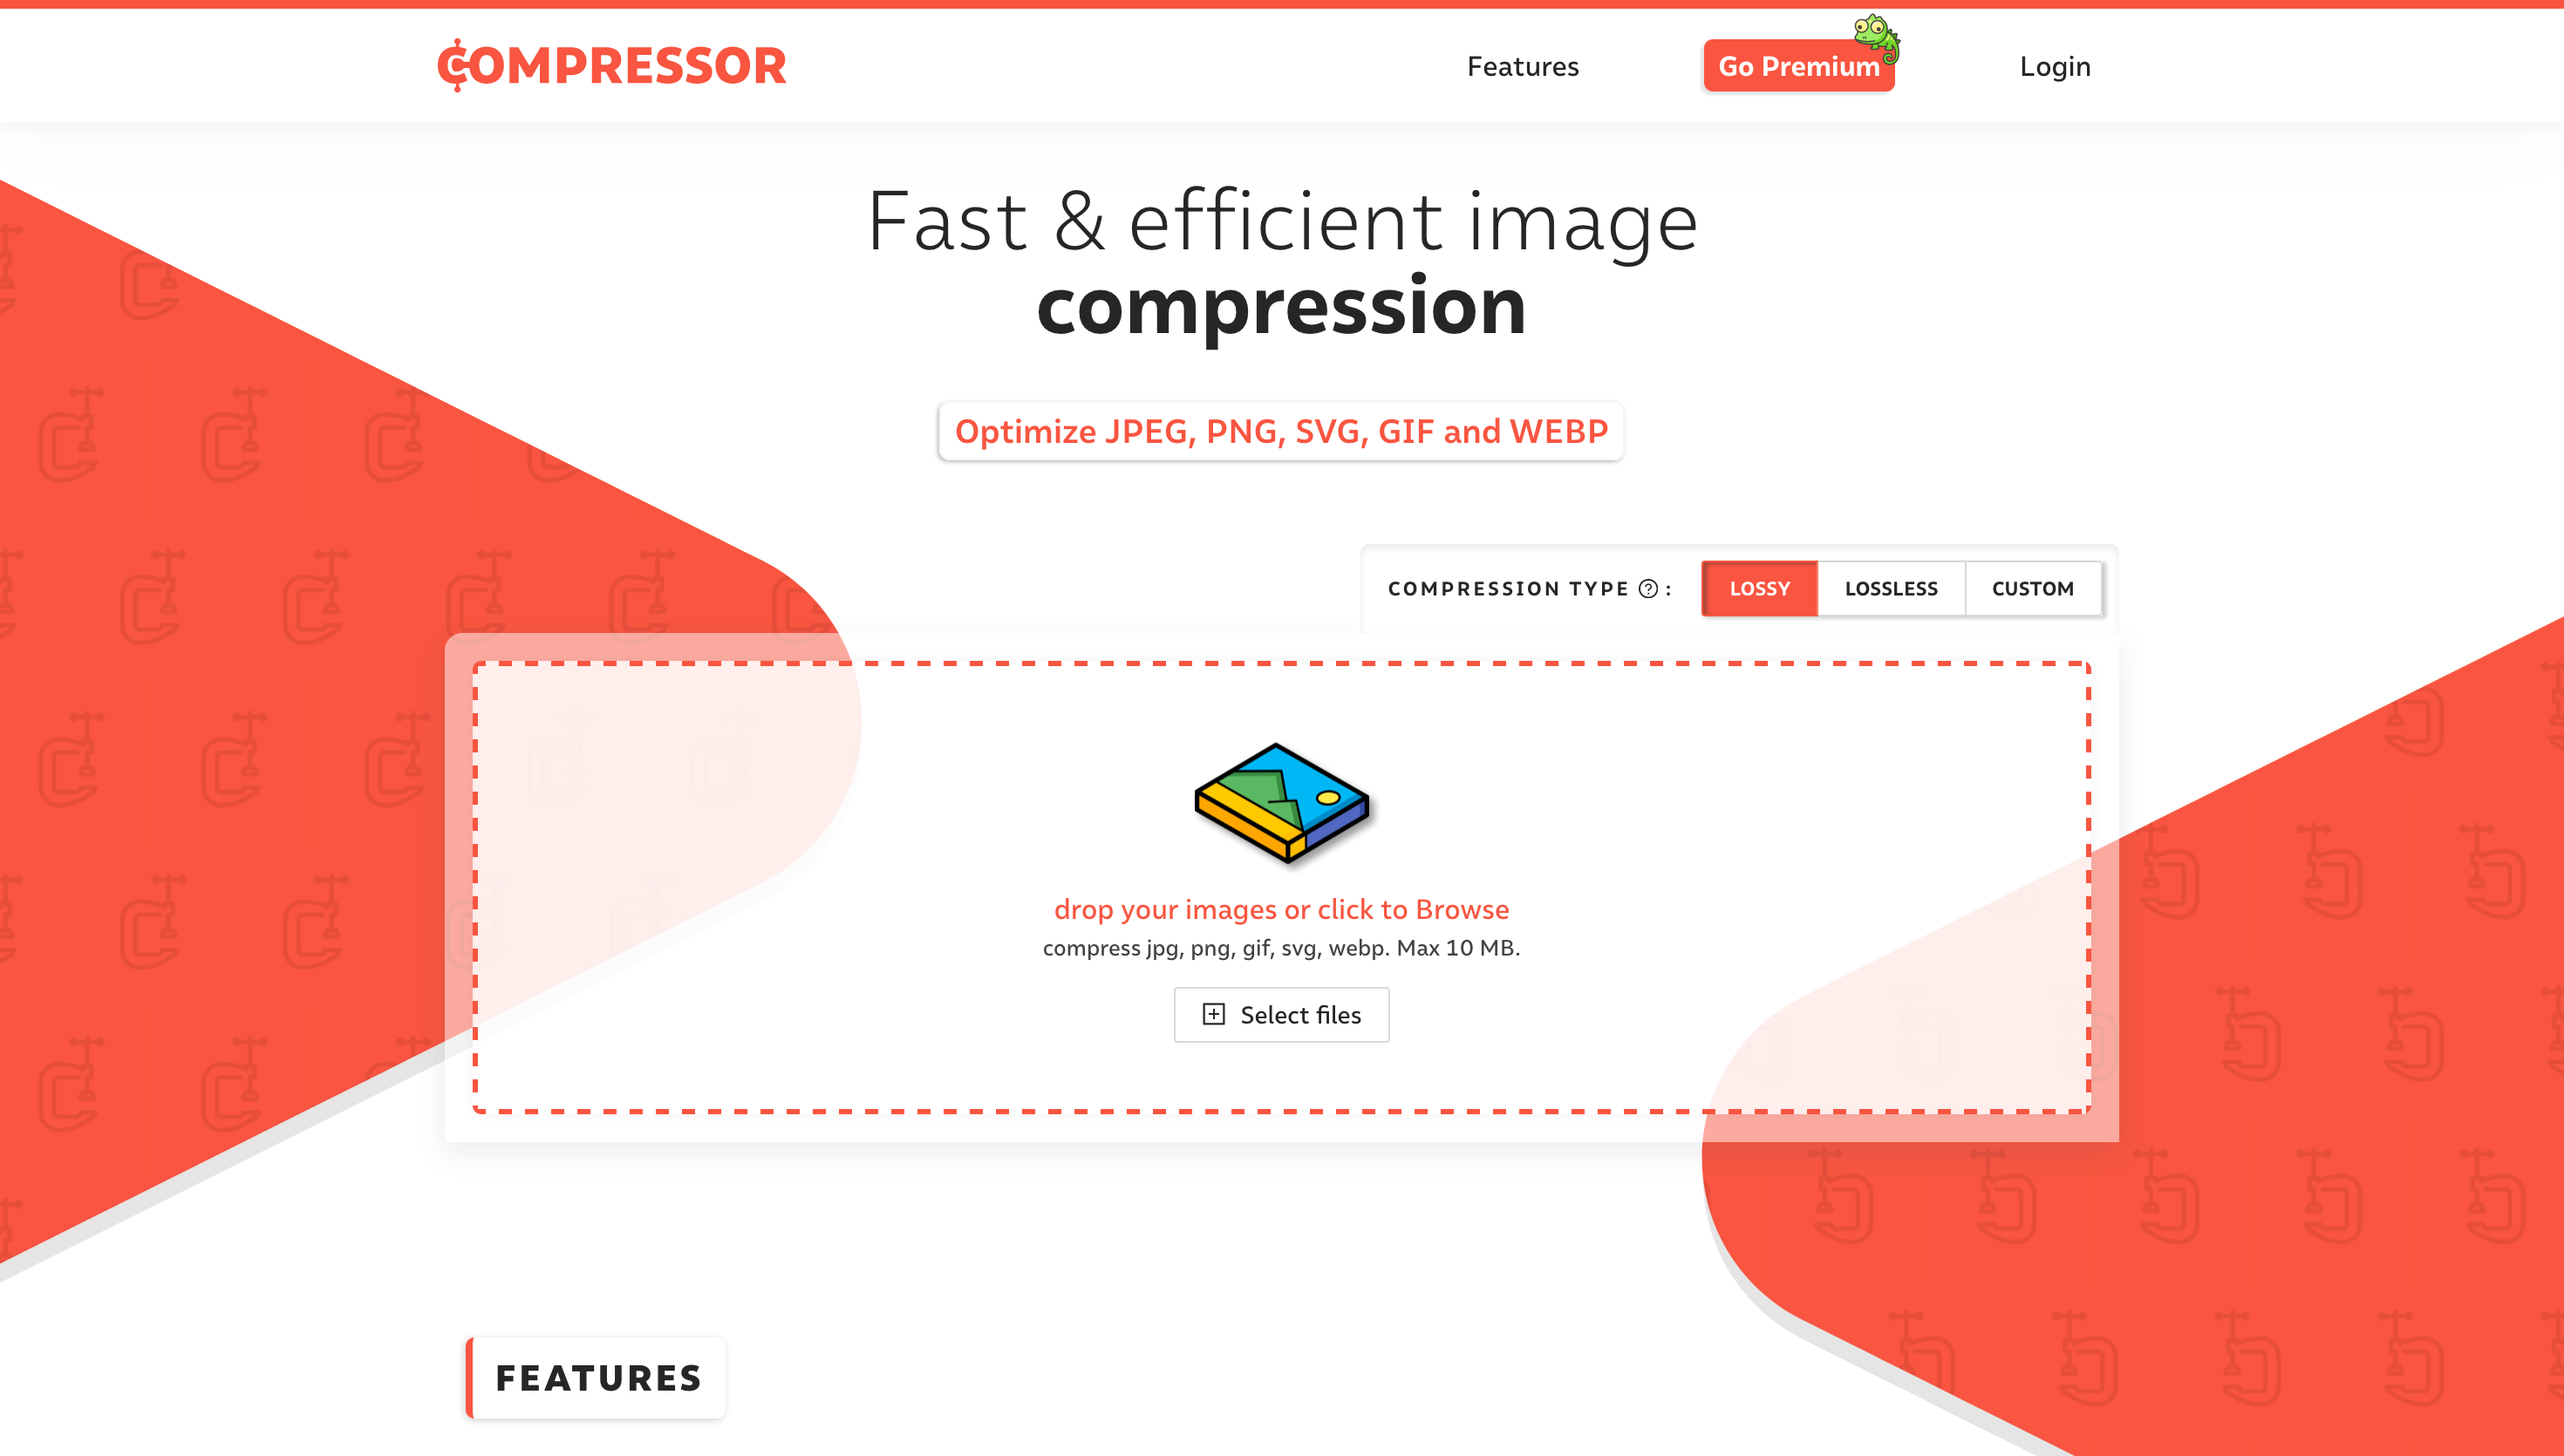 COMPRESSOR
Features
Go Premium
Login
Fast & efficient image
compression
Optimize JPEG, PNG, SVG, GIF and WEBP
COMPRESSION TYPE ? :
LOSSY
LOSSLESS
CUSTOM
drop your images or click to Browse
compress jpg, png, gif, svg, webp. Max 10 MB.
Select files
FEATURES